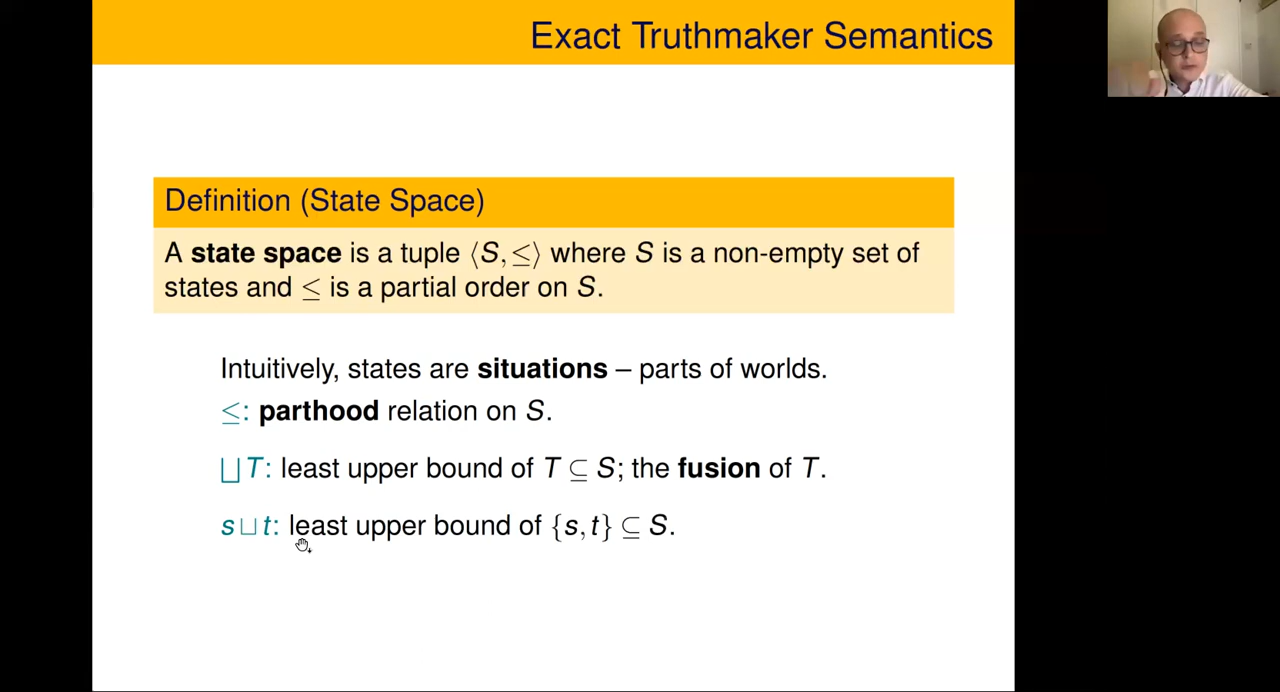 Exact Truthmaker Semantics
Definition (State Space)
A state space is a tuple ⟨S, ≤⟩ where S is a non-empty set of
states and ≤ is a partial order on S.
Intuitively, states are situations – parts of worlds.
≤: parthood relation on S.
⨆ T: least upper bound of T ⊆ S; the fusion of T.
s ⊔ t: least upper bound of {s, t} ⊆ S.